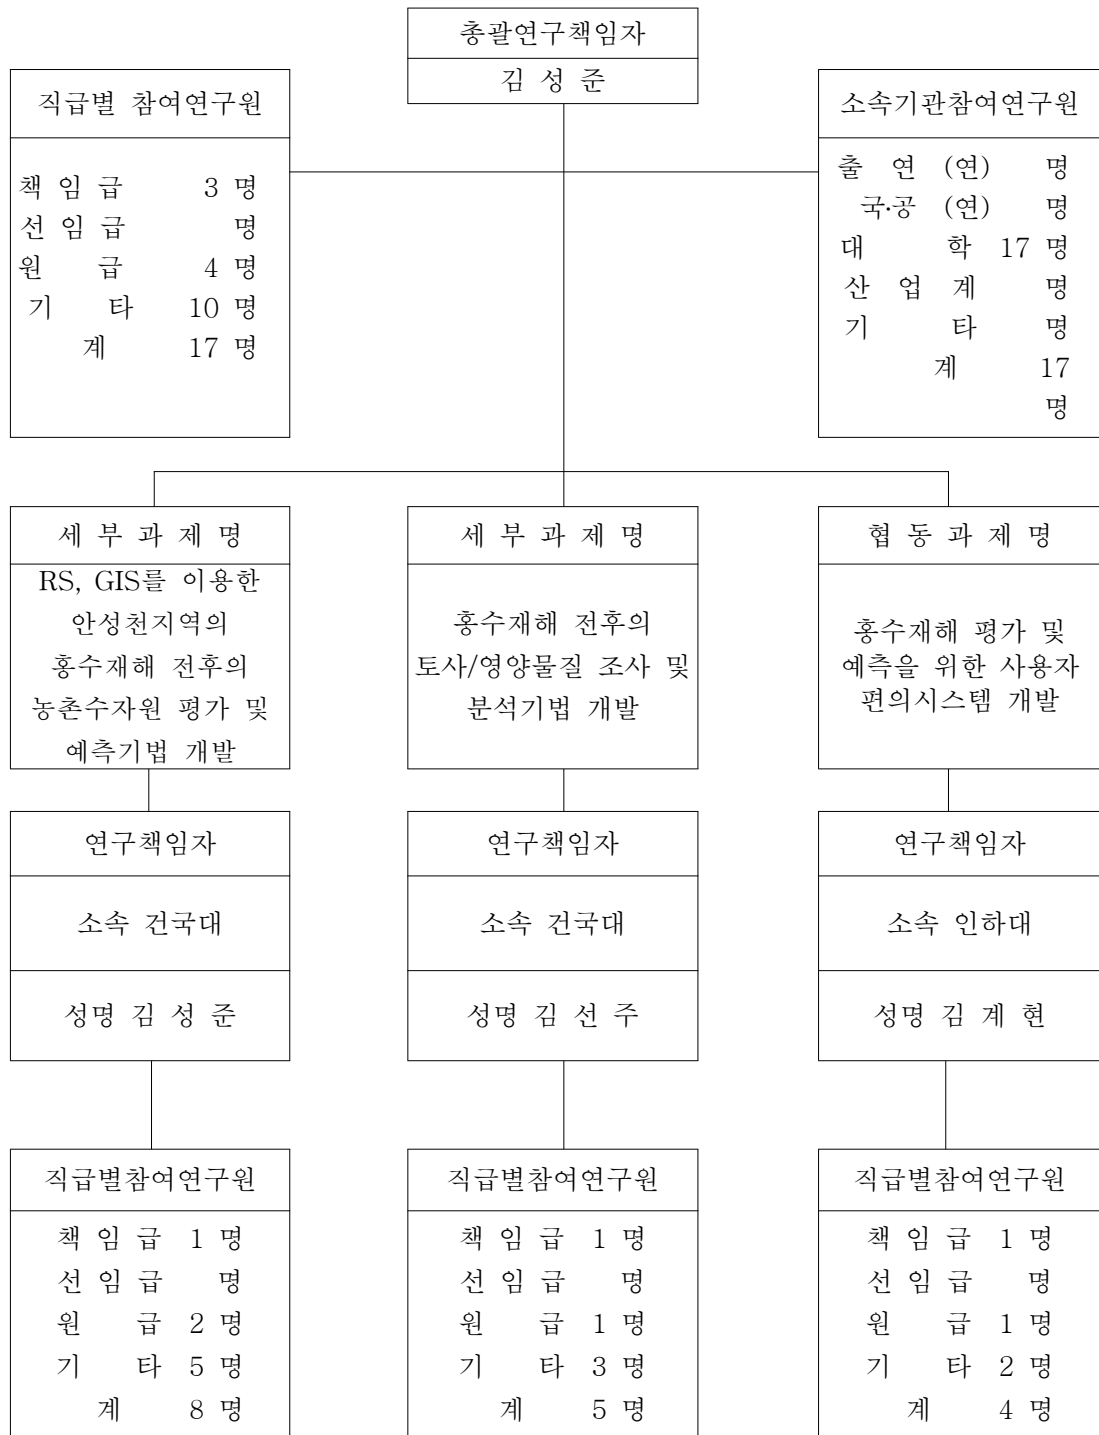 총괄연구책임자
김 성 준
직급별 참여연구원
책 임 급 3 명
선 임 급 명
원 급 4 명
기 타 10 명
계 17 명
소속기관참여연구원
출 연 (연) 명
국·공 (연) 명
대 학 17 명
산 업 계 명
기 타 명
계 17
명
세 부 과 제 명
RS, GIS를 이용한
안성천지역의
홍수재해 전후의
농촌수자원 평가 및
예측기법 개발
연구책임자
소속 건국대
성명 김 성 준
직급별참여연구원
책 임 급 1 명
선 임 급 명
원 급 2 명
기 타 5 명
계 8 명
세 부 과 제 명
홍수재해 전후의
토사/영양물질 조사 및
분석기법 개발
연구책임자
소속 건국대
성명 김 선 주
직급별참여연구원
책 임 급 1 명
선 임 급 명
원 급 1 명
기 타 3 명
계 5 명
협 동 과 제 명
홍수재해 평가 및
예측을 위한 사용자
편의시스템 개발
연구책임자
소속 인하대
성명 김 계 현
직급별참여연구원
책 임 급 1 명
선 임 급 명
원 급 1 명
기 타 2 명
계 4 명